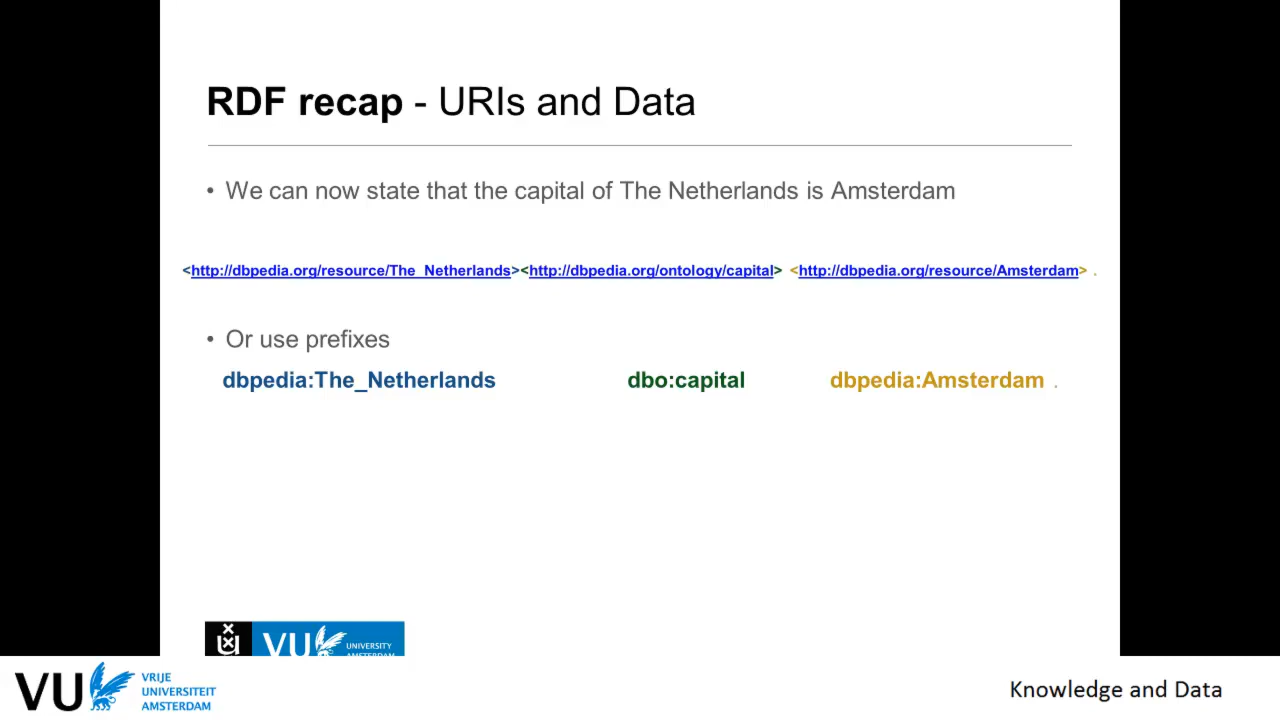 RDF recap - URIs and Data
• We can now state that the capital of The Netherlands is Amsterdam
<http://dbpedia.org/resource/The_Netherlands><http://dbpedia.org/ontology/capital> <http://dbpedia.org/resource/Amsterdam> .
• Or use prefixes
dbpedia:The_Netherlands dbo:capital dbpedia:Amsterdam .
VU UNIVERSITY
AMSTERDAM
VU VRIJE
UNIVERSITEIT
AMSTERDAM
Knowledge and Data